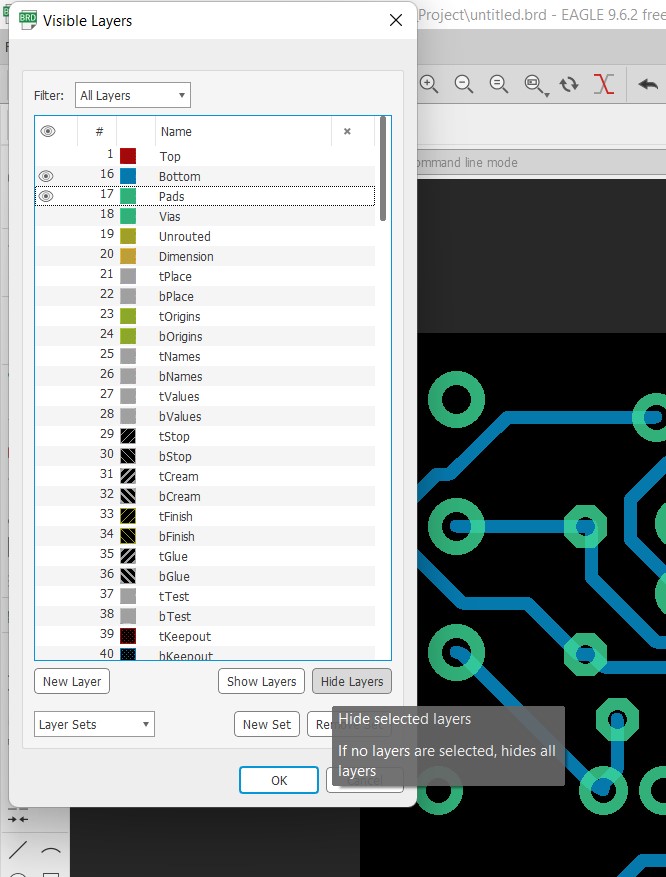 BRD
Visible Layers
Project\untitled.brd - EAGLE 9.6.2 free
Filter:
All Layers
#
Name
1 Top
16 Bottom
17 Pads
18 Vias
19 Unrouted
20 Dimension
21 tPlace
22 bPlace
23 tOrigins
24 bOrigins
25 tNames
26 bNames
27 tValues
28 bValues
29 tStop
30 bStop
31 tCream
32 bCream
33 tFinish
34 bFinish
35 tGlue
36 bGlue
37 tTest
38 bTest
39 tKeepout
40 bKeepout
ommand line mode
New Layer
Show Layers
Hide Layers
Layer Sets
New Set
Hide selected layers
If no layers are selected, hides all
layers
OK
Cancel